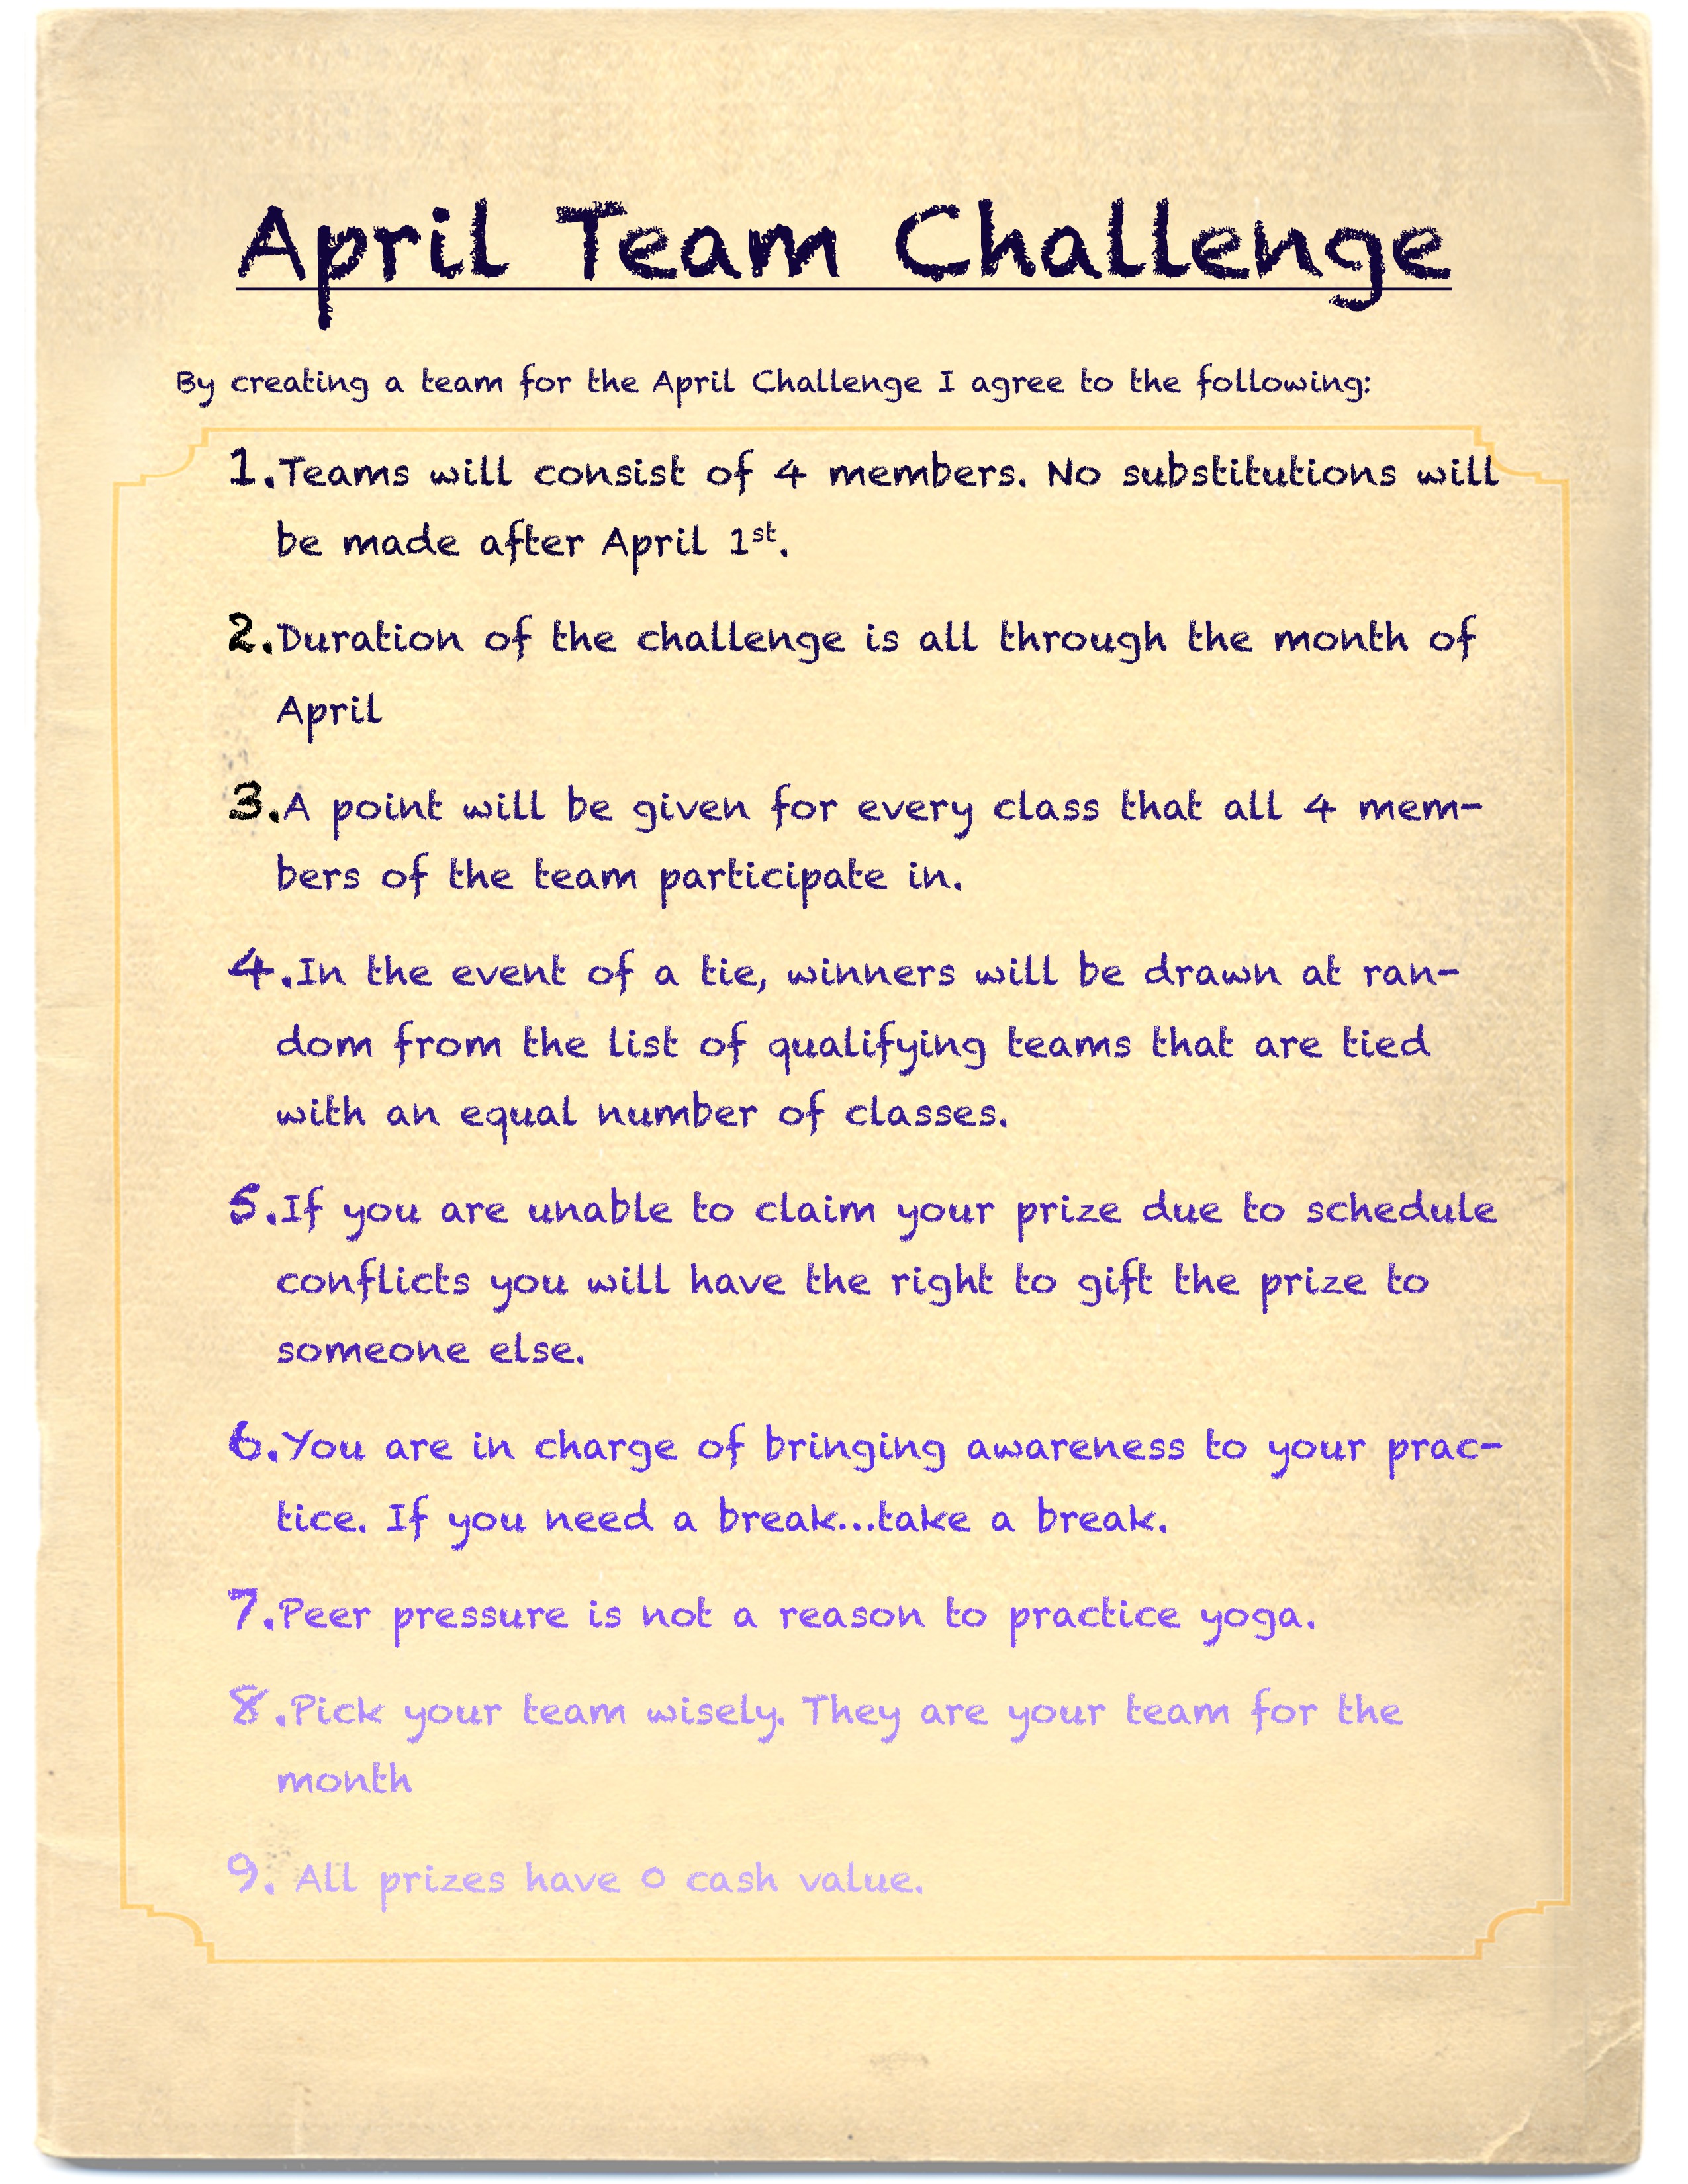 April Team Challenge
By creating a team for the April Challenge I agree to the following:
1.Teams will consist of 4 members. No substitutions will
be made after April 1st.
2.Duration of the challenge is all through the month of
April
3.A point will be given for every class that all 4 mem-
bers of the team participate in.
4.In the event of a tie, winners will be drawn at ran-
dom from the list of qualifying teams that are tied
with an equal number of classes.
5.If you are unable to claim your prize due to schedule
conflicts you will have the right to gift the prize to
someone else.
6.You are in charge of bringing awareness to your prac-
tice. If you need a break...take a break.
7.Peer pressure is not a reason to practice yoga.
8.Pick your team wisely. They are your team for the
month
9. All prizes have 0 cash value.